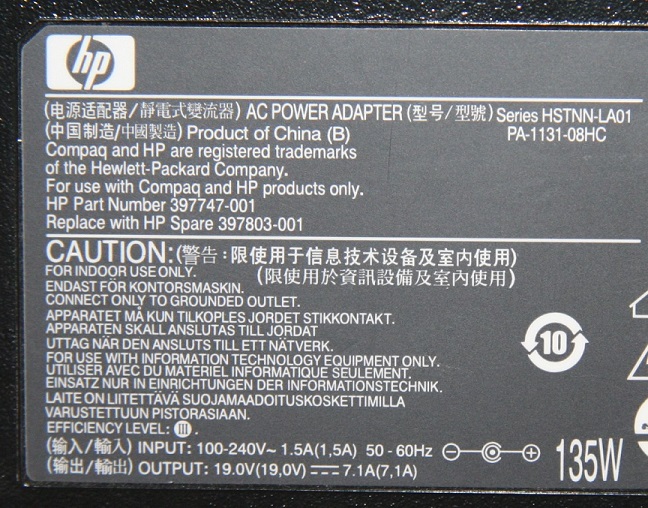 hp
(电源适配器/靜電式變流器) AC POWER ADAPTER (型号/型號) Series HSTNN-LA01
(中国制造/中國製造) Product of China (B) PA-1131-08HC
Compaq and HP are registered trademarks
of the Hewlett-Packard Company.
For use with Compaq and HP products only.
HP Part Number 397747-001
Replace with HP Spare 397803-001
CAUTION:(警告:限使用于信息技术设备及室内使用)
FOR INDOOR USE ONLY. (限使用於資訊設備及室內使用)
ENDAST FÖR KONTORSMASKIN.
CONNECT ONLY TO GROUNDED OUTLET.
APPARATET MÅ KUN TILKOPLES JORDET STIKKONTAKT.
APPARATEN SKALL ANSLUTAS TILL JORDAT
UTTAG NÄR DEN ANSLUTS TILL ETT NÄTVERK.
FOR USE WITH INFORMATION TECHNOLOGY EQUIPMENT ONLY.
UTILISER AVEC DU MATERIEL INFORMATIQUE SEULEMENT.
EINSATZ NUR IN EINRICHTUNGEN DER INFORMATIONSTECHNIK.
LAITE ON LIITETTÄVÄ SUOJAMAADOITUSKOSKETTIMILLA
VARUSTETTUUN PISTORASIAAN.
EFFICIENCY LEVEL: III.
10
(输入/輸入) INPUT: 100-240V~ 1.5A(1,5A) 50 - 60Hz
(输出/輸出) OUTPUT: 19.0V(19,0V) 7.1A(7,1A)
135W